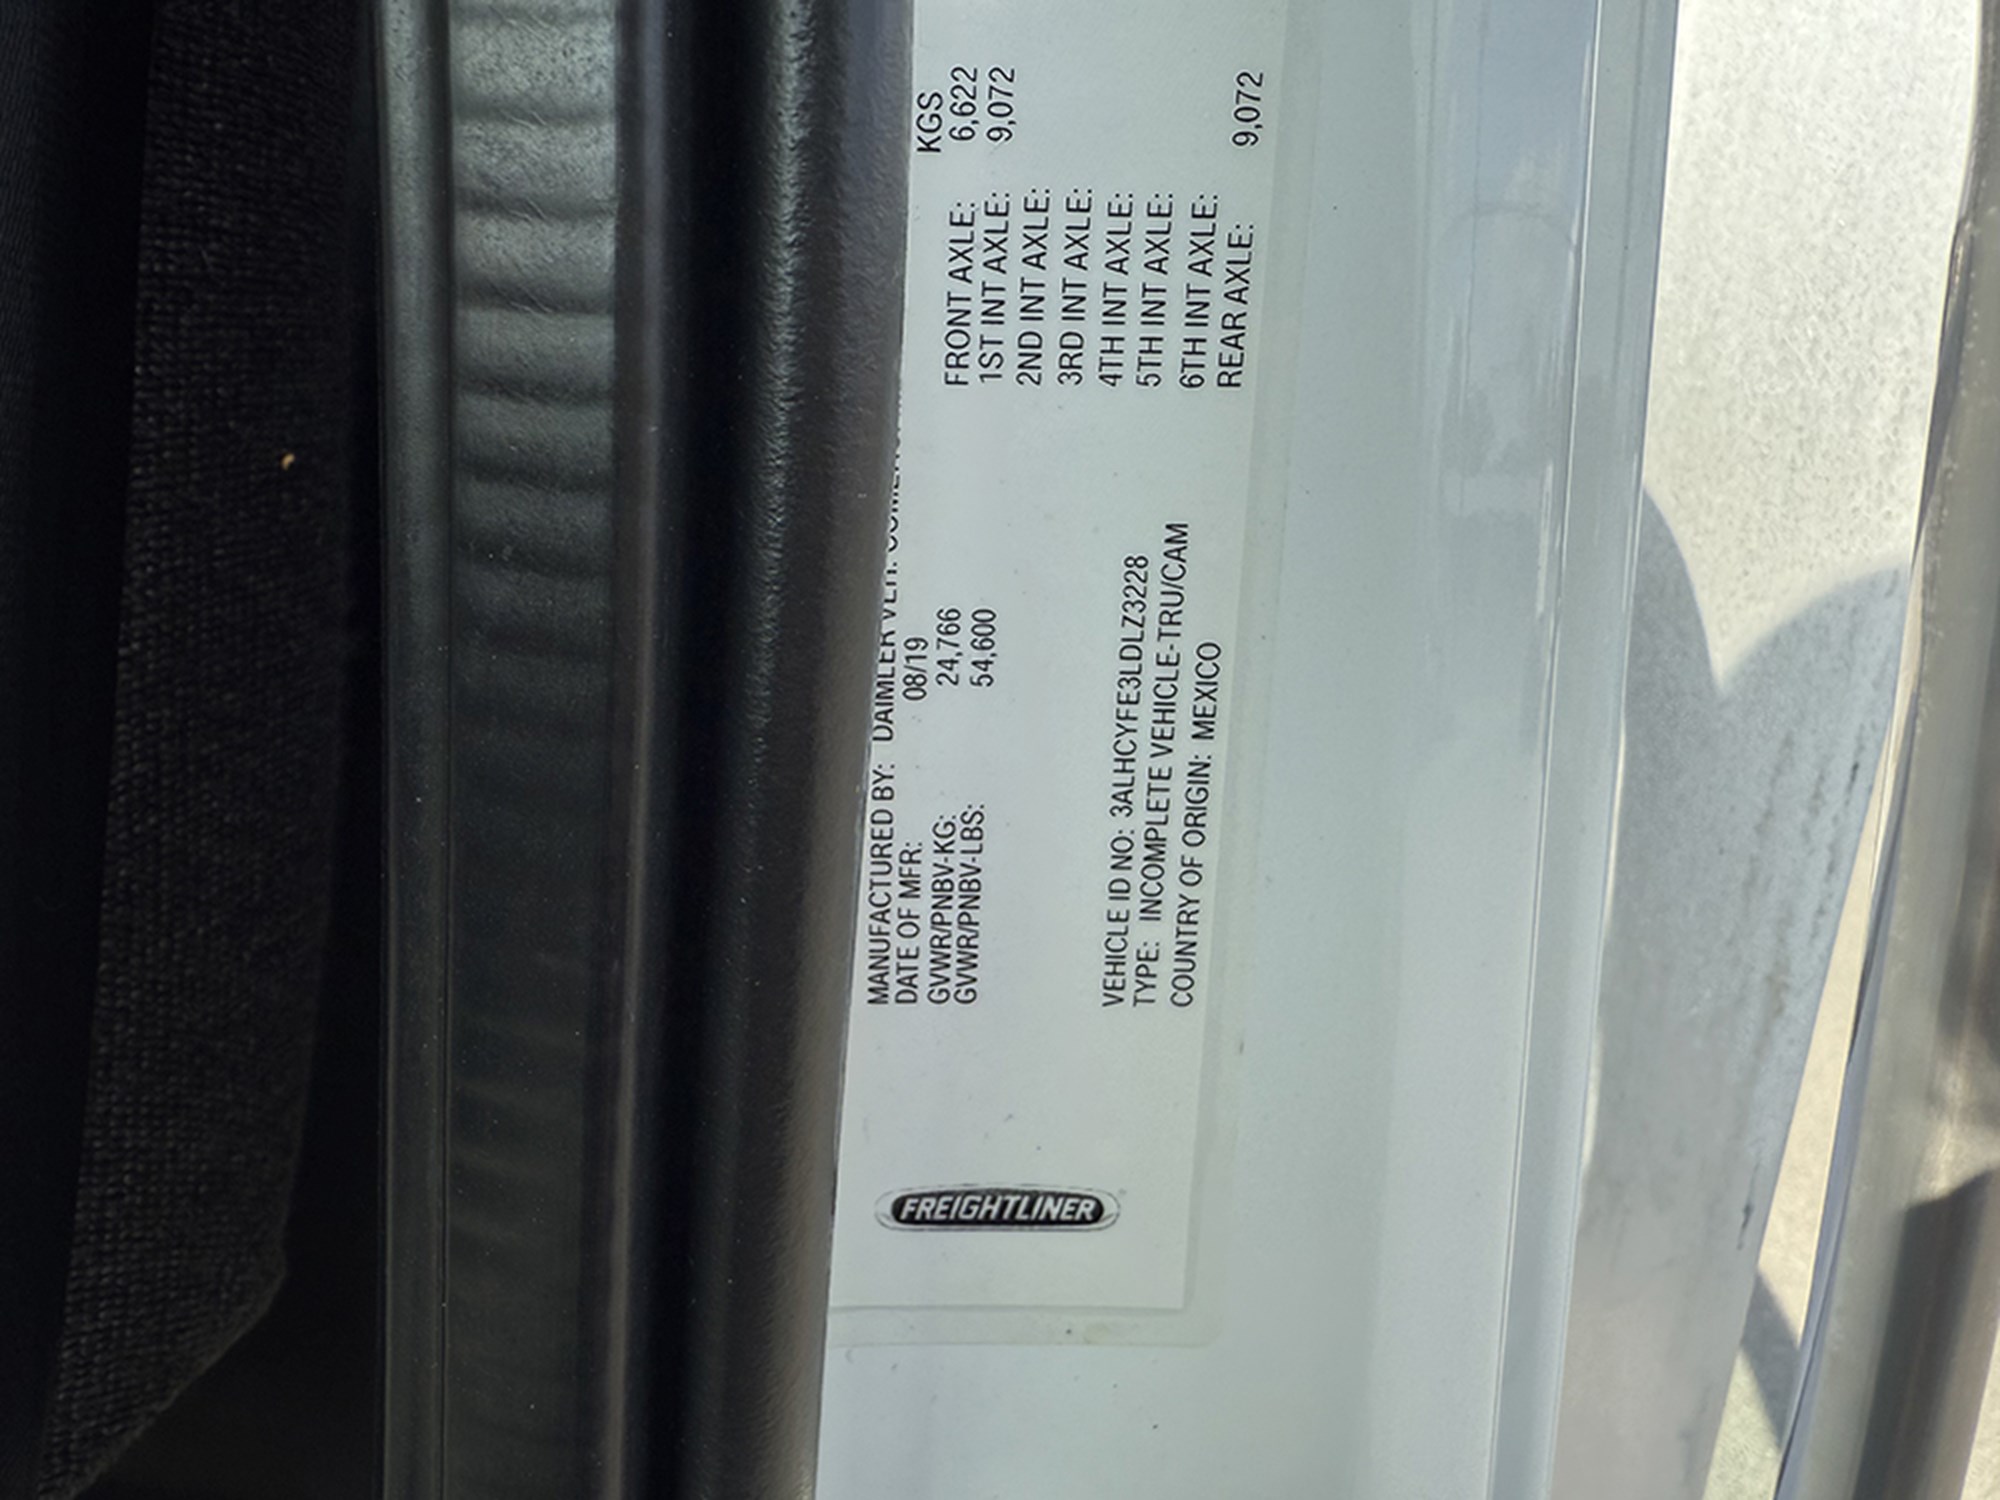 FREIGHTLINER
MANUFACTURED BY: DAIMLER VEH.
DATE OF MFR: 08/19
GVWR/PNBV-KG: 24,766
GVWR/PNBV-LBS: 54,600
VEHICLE ID NO: 3ALHCYFE3LDLZ3228
TYPE: INCOMPLETE VEHICLE-TRU/CAM
COUNTRY OF ORIGIN: MEXICO
KGS
FRONT AXLE: 6,622
1ST INT AXLE: 9,072
2ND INT AXLE:
3RD INT AXLE:
4TH INT AXLE:
5TH INT AXLE:
6TH INT AXLE:
REAR AXLE: 9,072